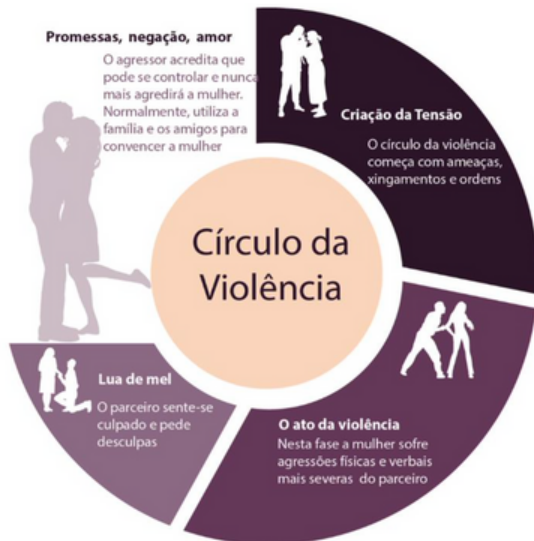 Promessas, negação, amor
O agressor acredita que
pode se controlar e nunca
mais agredirá a mulher.
Normalmente, utiliza a
família e os amigos para
convencer a mulher
Criação da Tensão
O círculo da violência
começa com ameaças,
xingamentos e ordens
Círculo da
Violência
Lua de mel
O parceiro sente-se
culpado e pede
desculpas
O ato da violência
Nesta fase a mulher sofre
agressões físicas e verbais
mais severas do parceiro